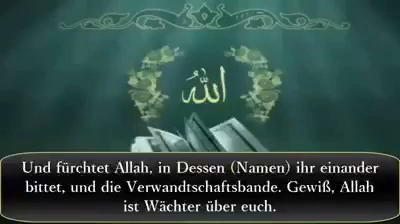 الله
Und fürchtet Allah, in Dessen (Namen) ihr einander
bittet, und die Verwandtschaftsbande. Gewiß, Allah
ist Wächter über euch.